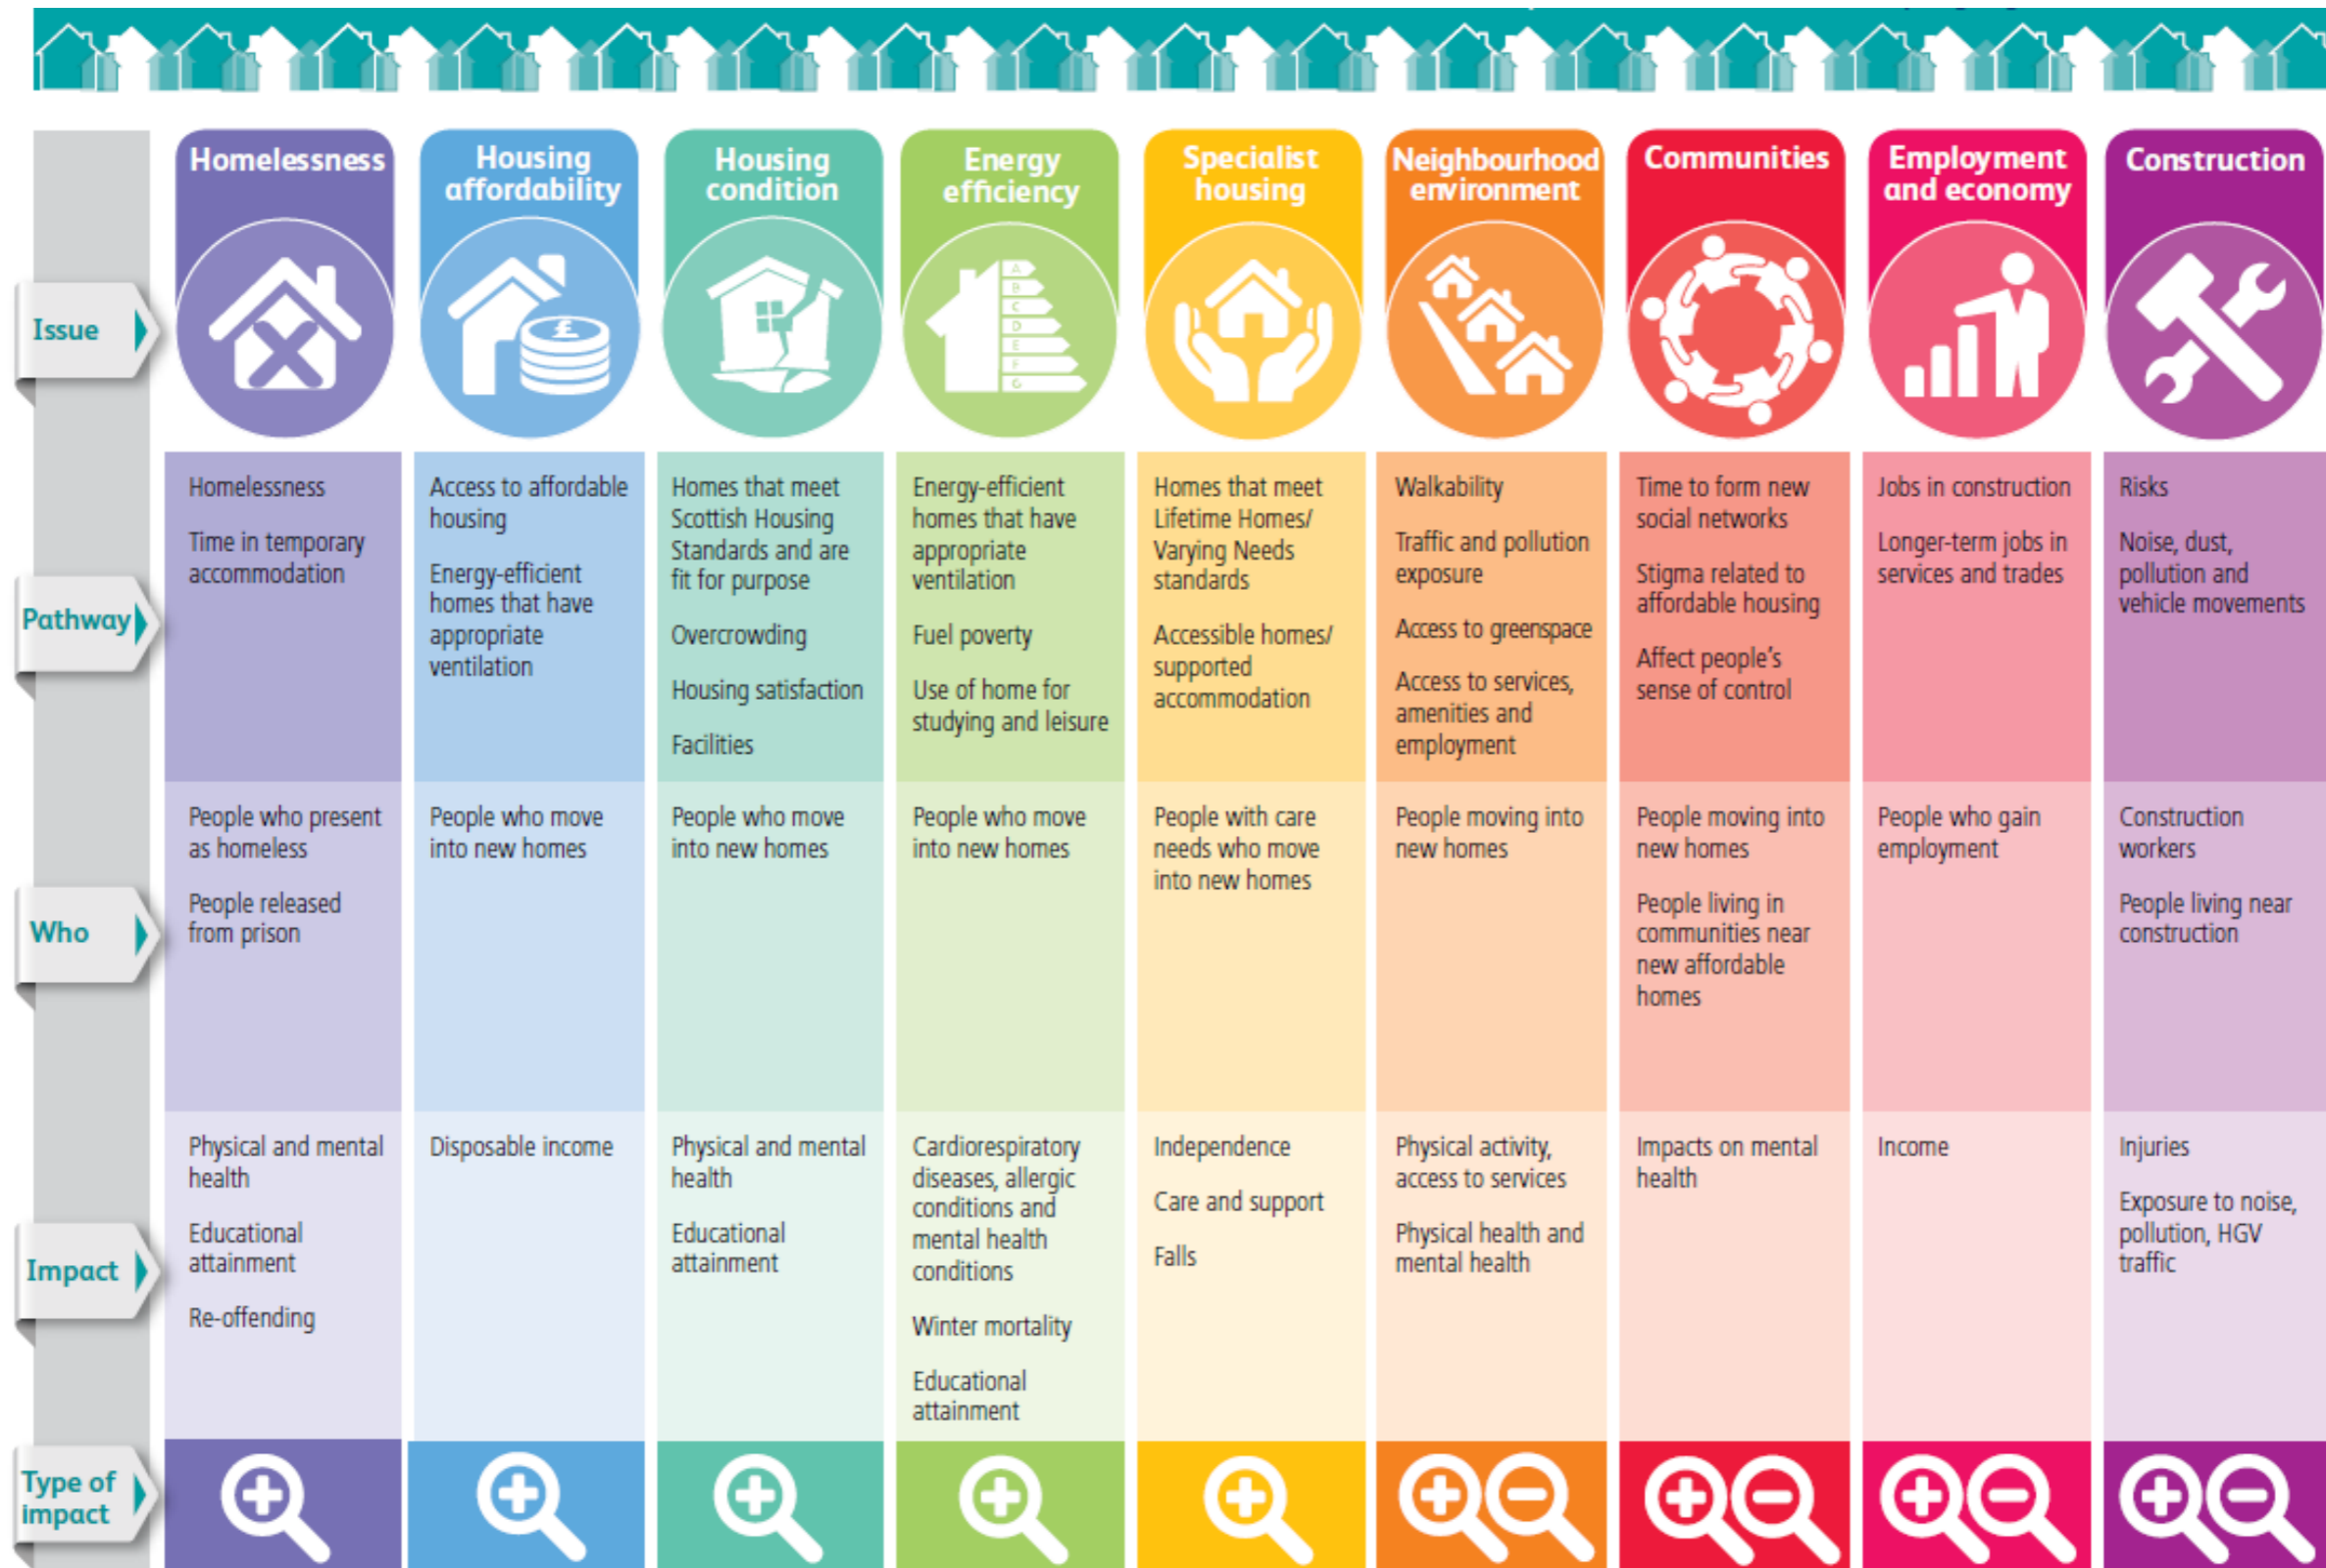 Homelessness
Housing
affordability
Housing
condition
Energy
efficiency
Specialist
housing
Neighbourhood
environment
Communities
Employment
and economy
Construction
Issue
£
A
B
C
D
E
F
G
Pathway
Homelessness
Time in temporary
accommodation
Access to affordable
housing
Energy-efficient
homes that have
appropriate
ventilation
Homes that meet
Scottish Housing
Standards and are
fit for purpose
Overcrowding
Housing satisfaction
Facilities
Energy-efficient
homes that have
appropriate
ventilation
Fuel poverty
Use of home for
studying and leisure
Homes that meet
Lifetime Homes/
Varying Needs
standards
Accessible homes/
supported
accommodation
Walkability
Traffic and pollution
exposure
Access to greenspace
Access to services,
amenities and
employment
Time to form new
social networks
Stigma related to
affordable housing
Affect people's
sense of control
Jobs in construction
Longer-term jobs in
services and trades
Risks
Noise, dust,
pollution and
vehicle movements
Who
People who present
as homeless
People released
from prison
People who move
into new homes
People who move
into new homes
People who move
into new homes
People with care
needs who move
into new homes
People moving into
new homes
People moving into
new homes
People living in
communities near
new affordable
homes
People who gain
employment
Construction
workers
People living near
construction
Impact
Physical and mental
health
Educational
attainment
Re-offending
Disposable income
Physical and mental
health
Educational
attainment
Cardiorespiratory
diseases, allergic
conditions and
mental health
conditions
Winter mortality
Educational
attainment
Independence
Care and support
Falls
Physical activity,
access to services
Physical health and
mental health
Impacts on mental
health
Income
Injuries
Exposure to noise,
pollution, HGV
traffic
Type of
impact